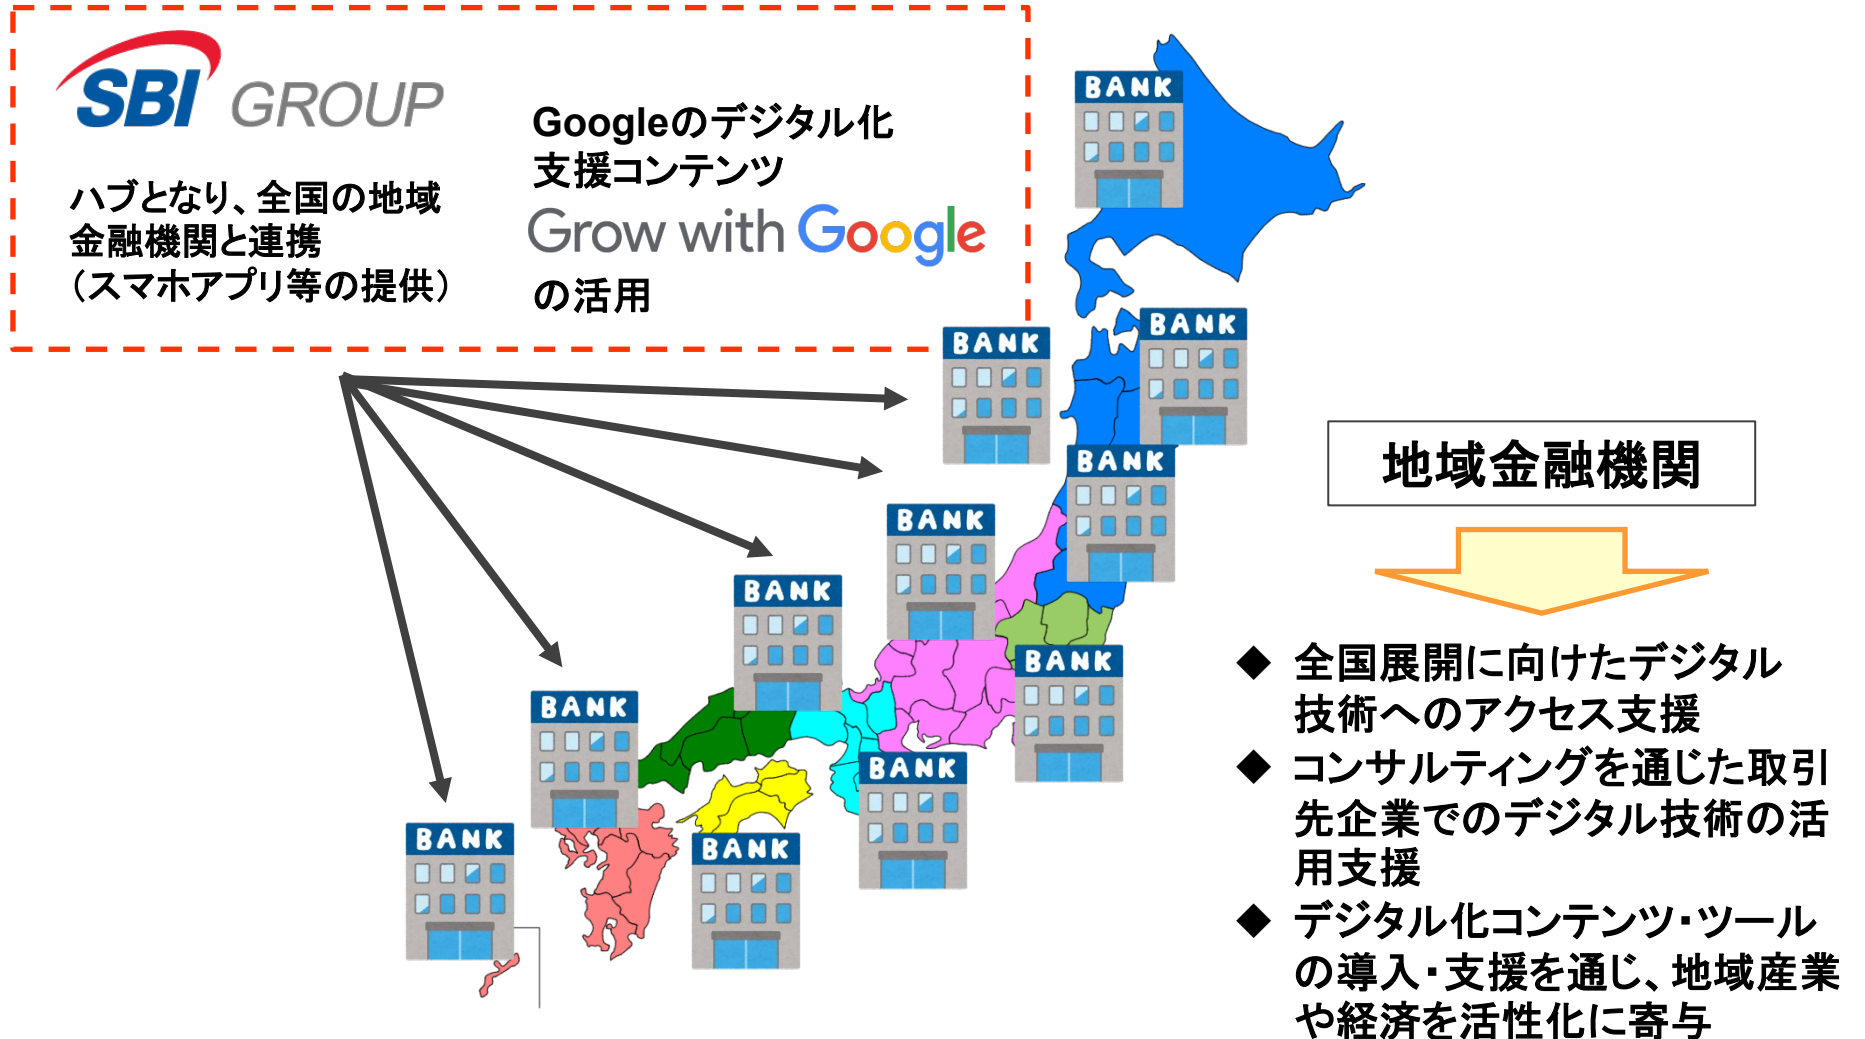 SBI GROUP
ハブとなり、全国の地域
金融機関と連携
（スマホアプリ等の提供）
Googleのデジタル化
支援コンテンツ
Grow with Google
の活用
BANK
BANK
BANK
BANK
BANK
BANK
BANK
BANK
BANK
BANK
BANK
地域金融機関
◆ 全国展開に向けたデジタル
技術へのアクセス支援
◆ コンサルティングを通じた取引
先企業でのデジタル技術の活
用支援
◆ デジタル化コンテンツ・ツール
の導入・支援を通じ、地域産業
や経済を活性化に寄与